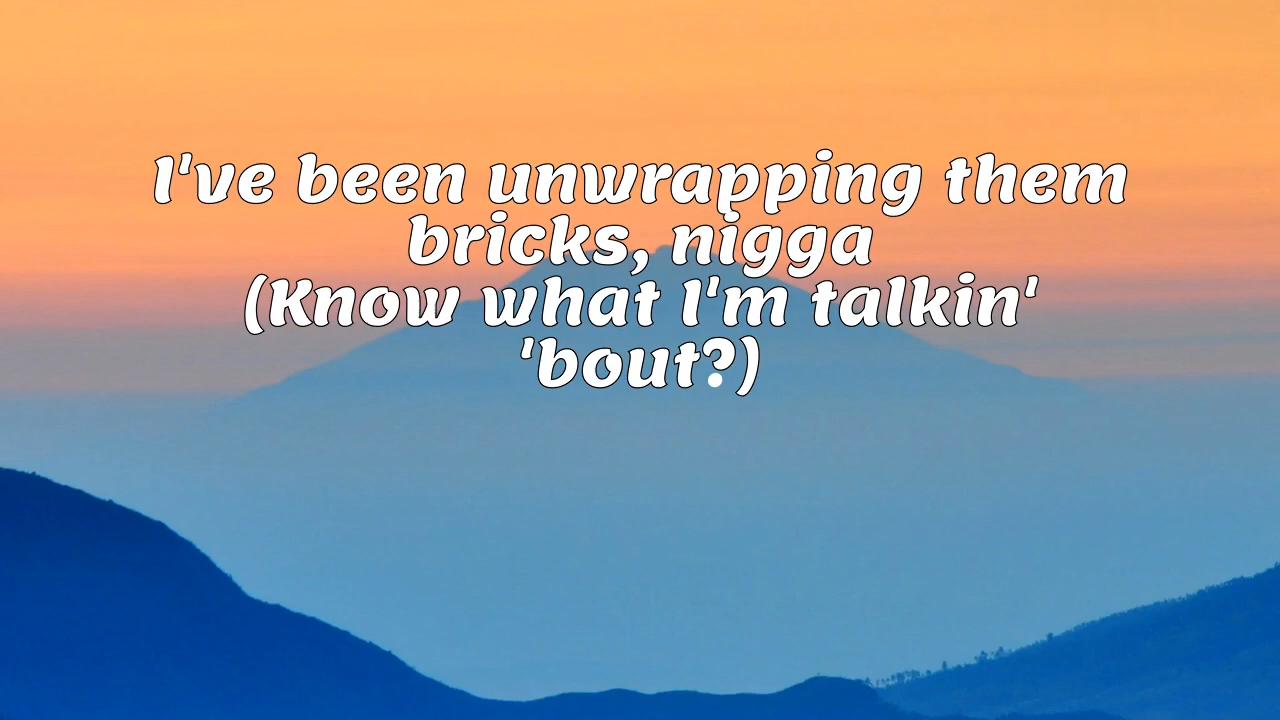 I've been unwrapping them
bricks, nigga
(Know what I'm talkin'
'bout?)